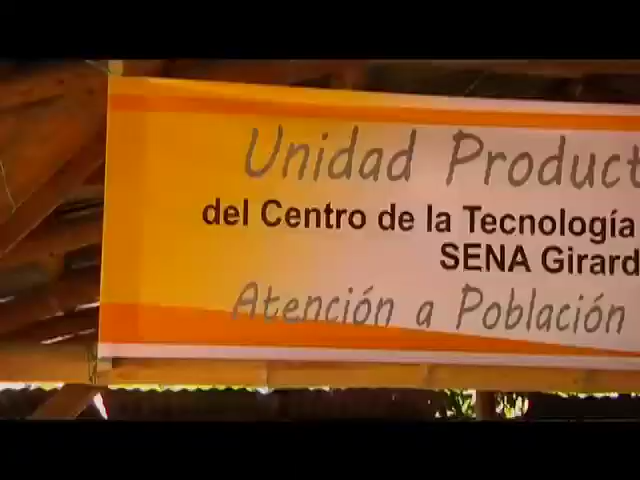 Unidad Product
del Centro de la Tecnología
SENA Girard
Atención a Población